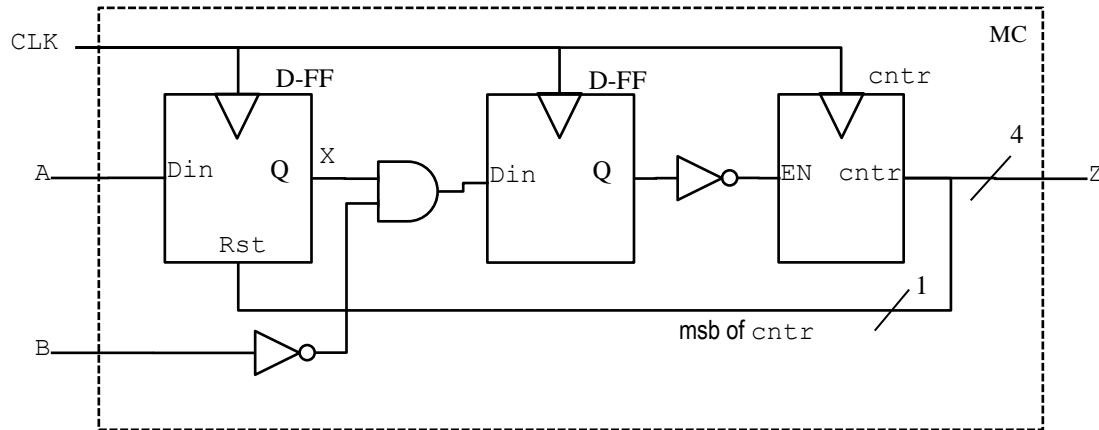 MC
CLK
D-FF
D-FF
cntr
4
X
A
Din
Q
Din
Q
EN
cntr
Z
Rst
1
msb of cntr
B